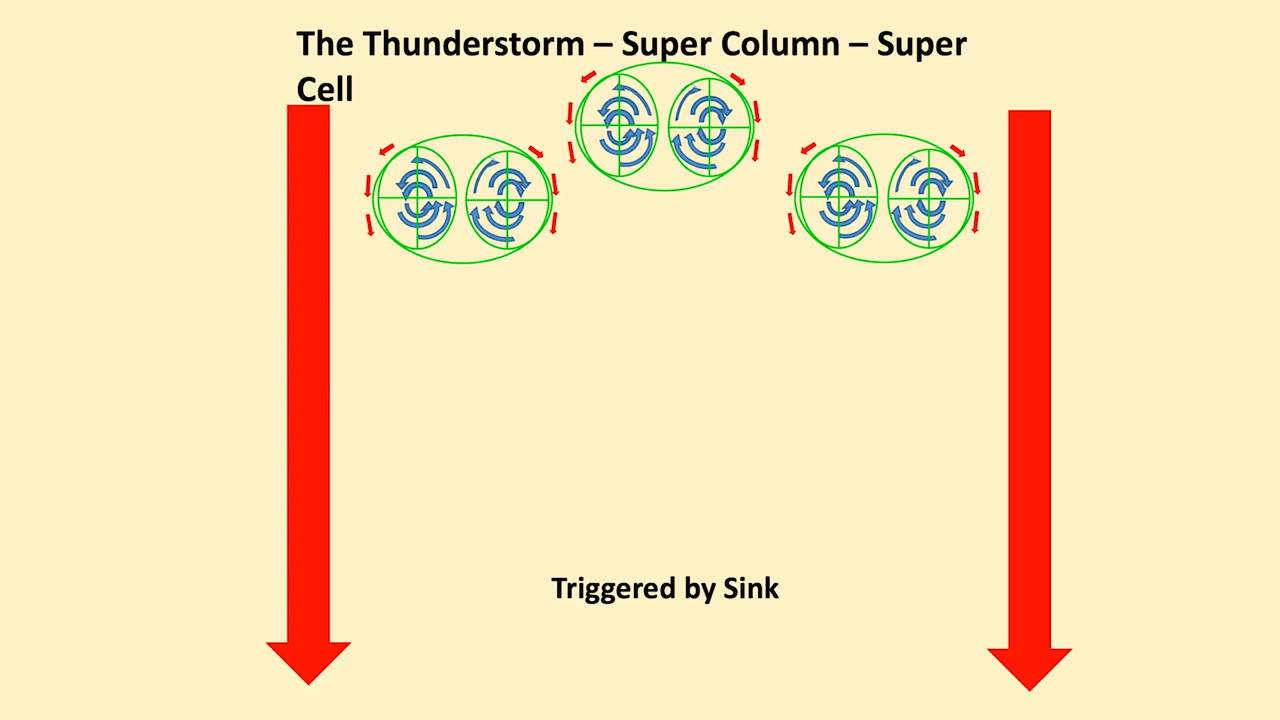 The Thunderstorm – Super Column – Super
Cell
Triggered by Sink